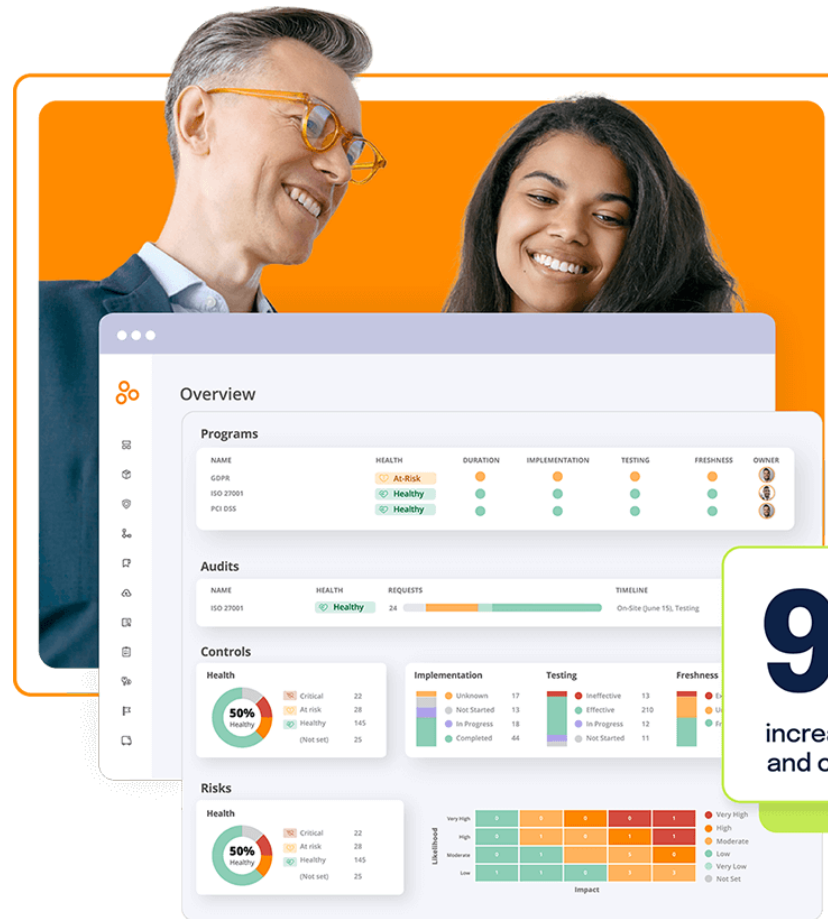 Overview
Programs
NAME HEALTH DURATION IMPLEMENTATION TESTING FRESHNESS OWNER
GDPR At-Risk
ISO 27001 Healthy
PCI DSS Healthy
Audits
NAME HEALTH REQUESTS TIMELINE
ISO 27001 Healthy 24 On-Site (June 15), Testing
Controls
Health
50%
Healthy
Critical 22
At risk 28
Healthy 145
(Not set) 25
Implementation
Unknown 17
Not Started 13
In Progress 18
Completed 44
Testing
Ineffective 13
Effective 210
In Progress 12
Not Started 11
Freshness
9
and
Risks
Health
50%
Healthy
Critical 22
At risk 28
Healthy 145
(Not set) 25
Likelihood
Very High
High
Moderate
Low
Impact
Very High
High
Moderate
Low
Very Low
Not Set